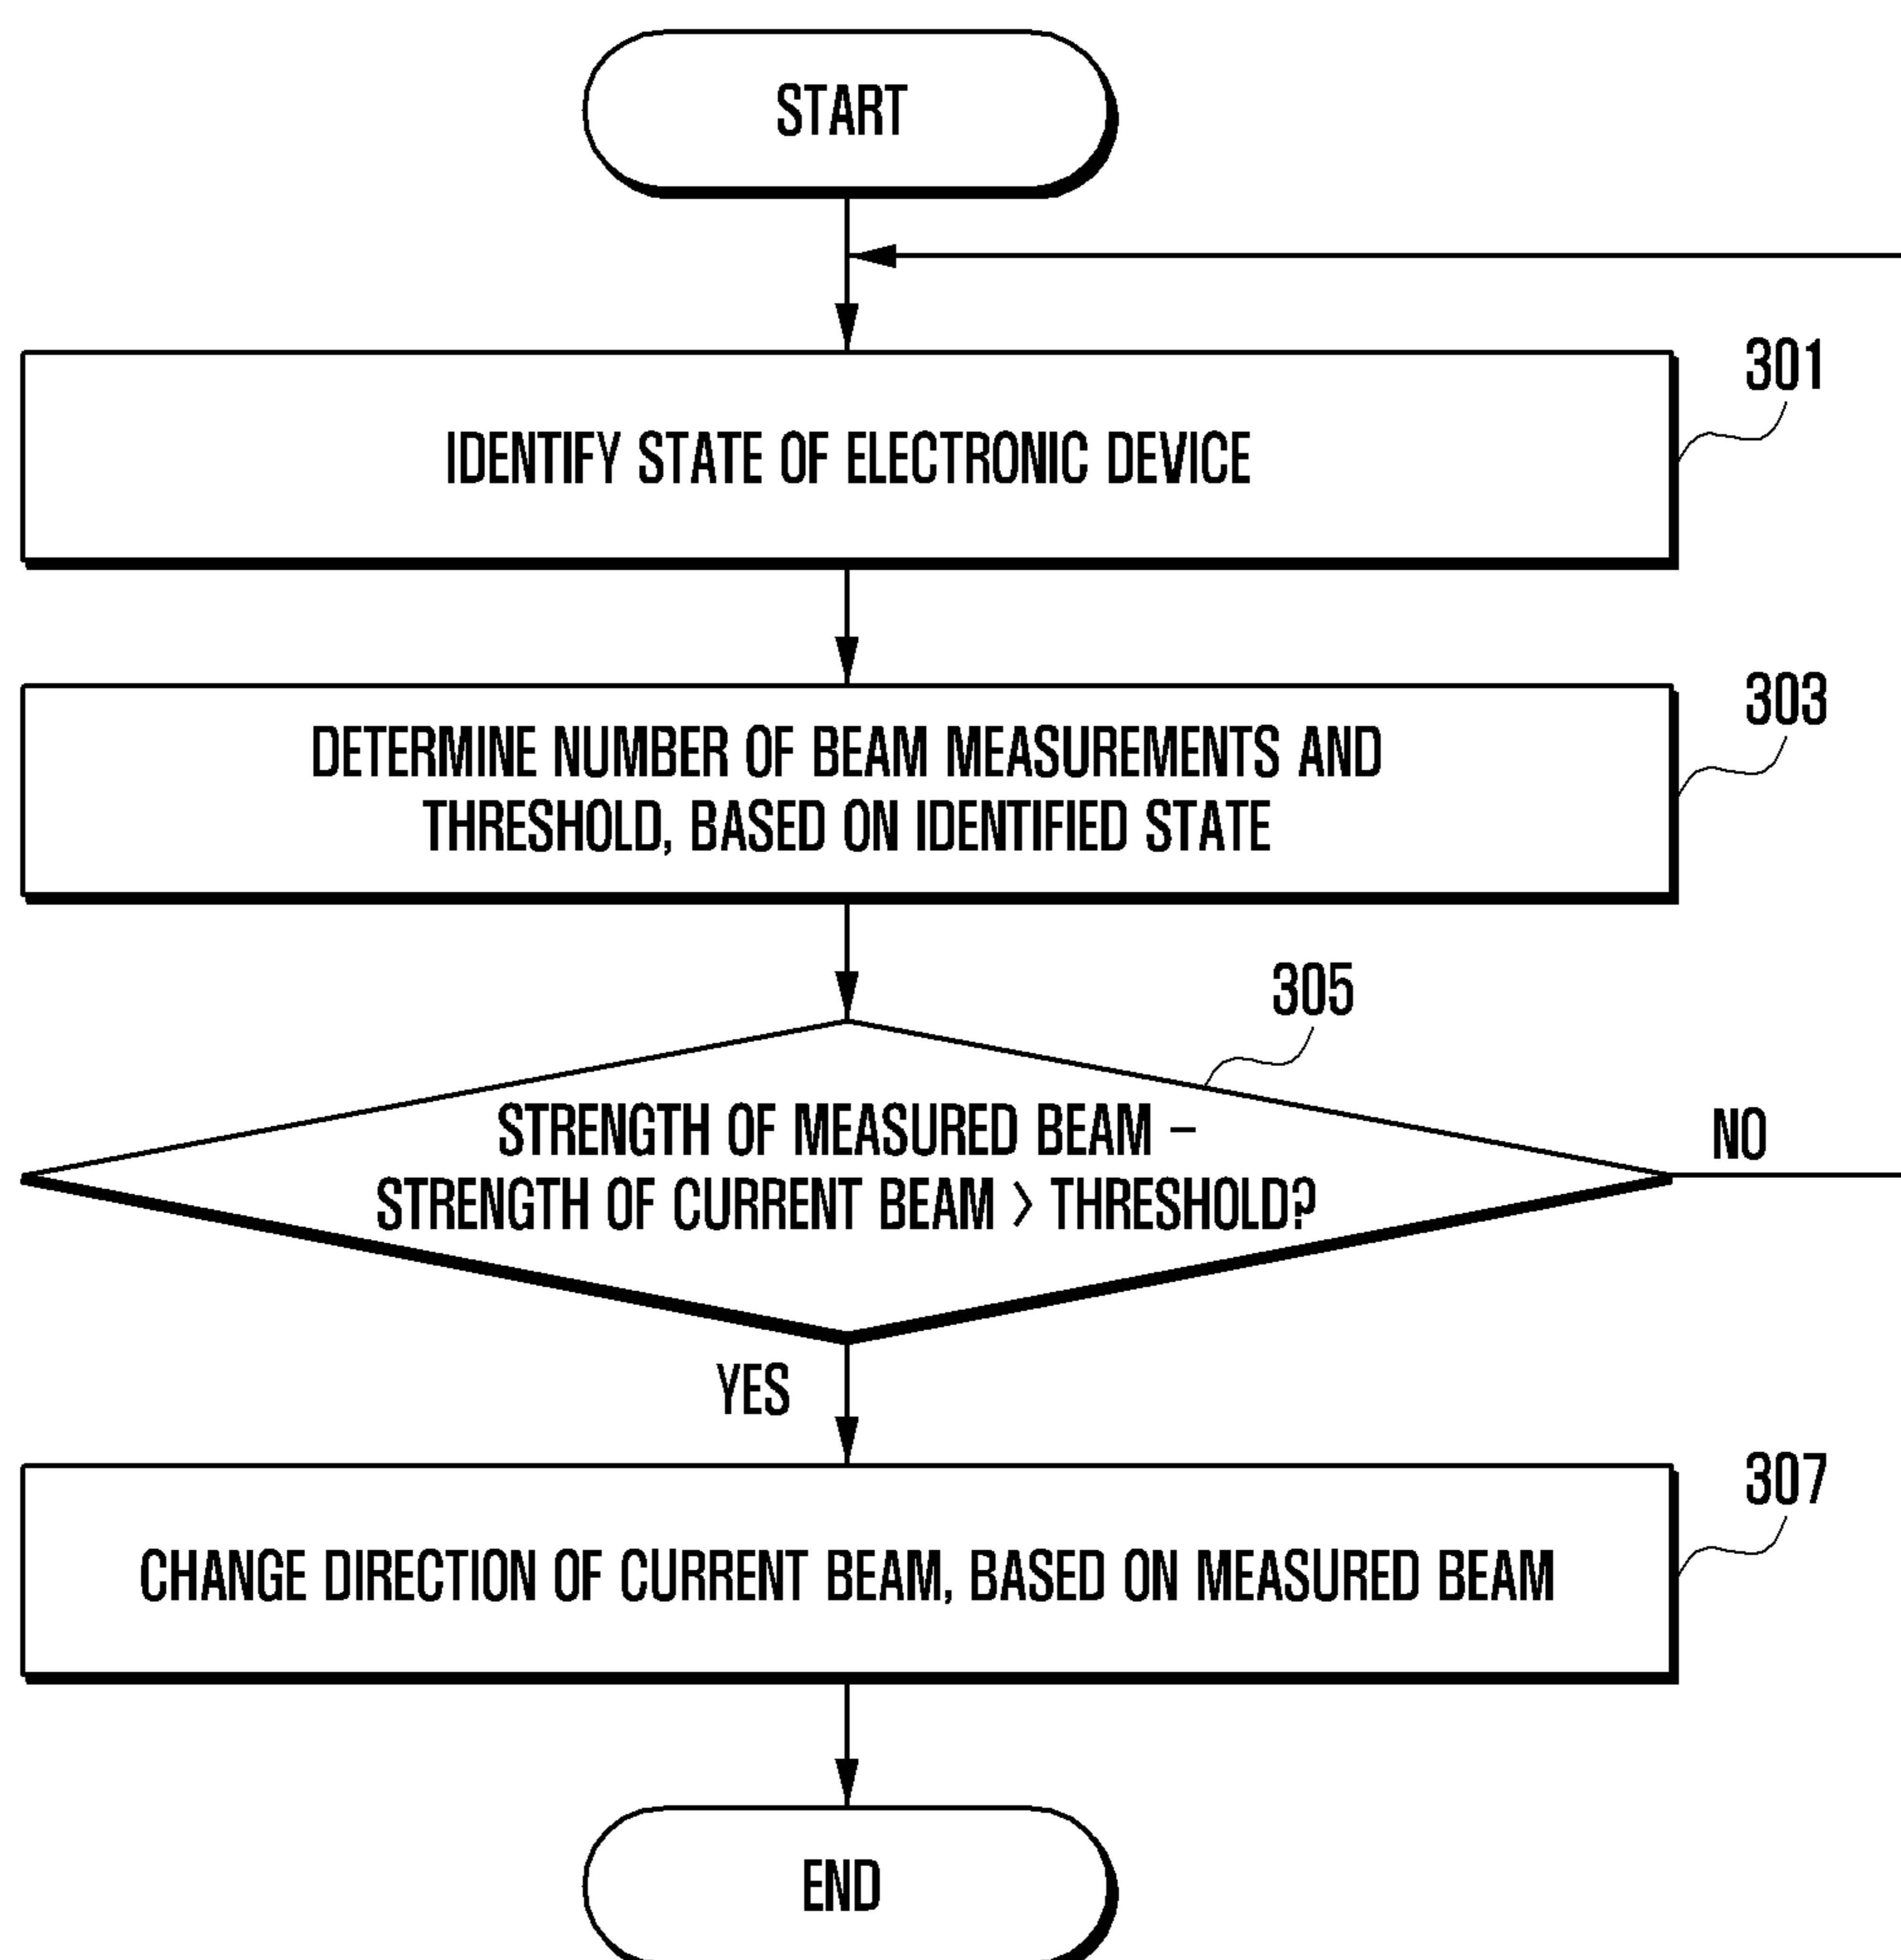 START
301
IDENTIFY STATE OF ELECTRONIC DEVICE
303
DETERMINE NUMBER OF BEAM MEASUREMENTS AND
THRESHOLD, BASED ON IDENTIFIED STATE
305
STRENGTH OF MEASURED BEAM –
STRENGTH OF CURRENT BEAM > THRESHOLD?
NO
YES
307
CHANGE DIRECTION OF CURRENT BEAM, BASED ON MEASURED BEAM
END